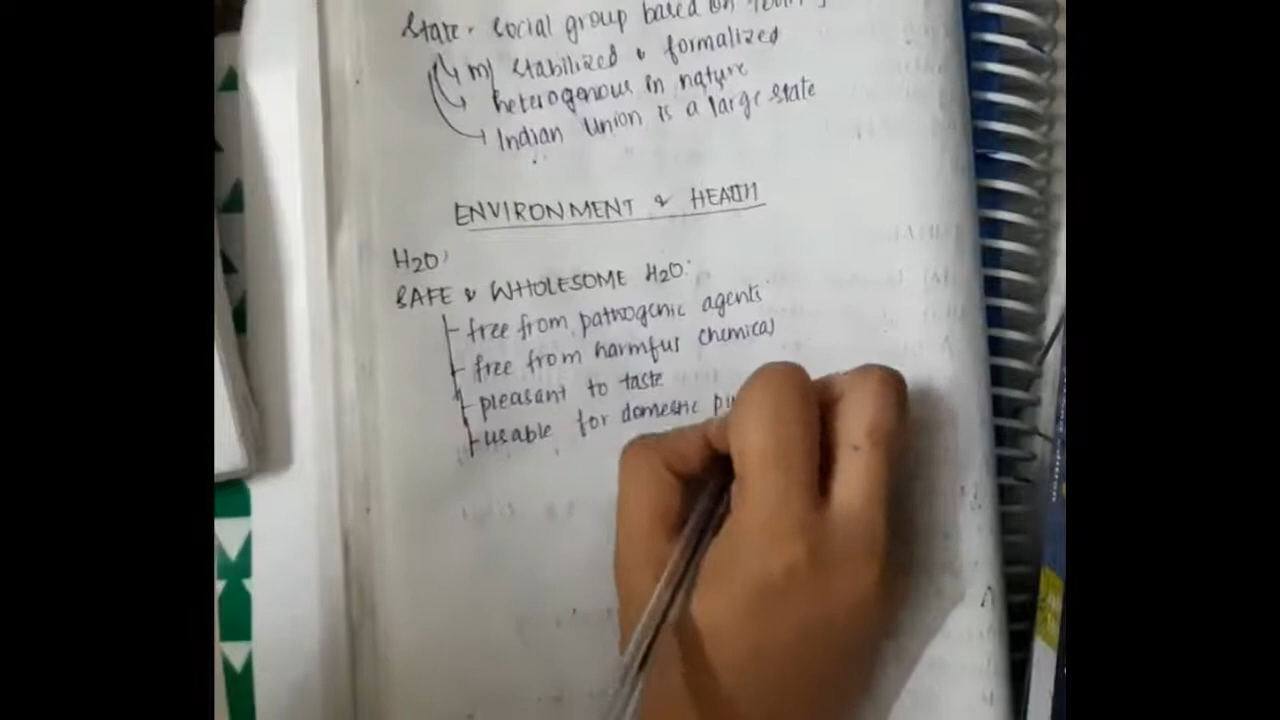 State - social group based on
m/ stabilized & formalized
heterogenous in nature
Indian Union is a large state
ENVIRONMENT & HEALTH
H2O:
SAFE & WHOLESOME H2O:
free from pathogenic agents
free from harmful chemical
pleasant to taste
usable for domestic